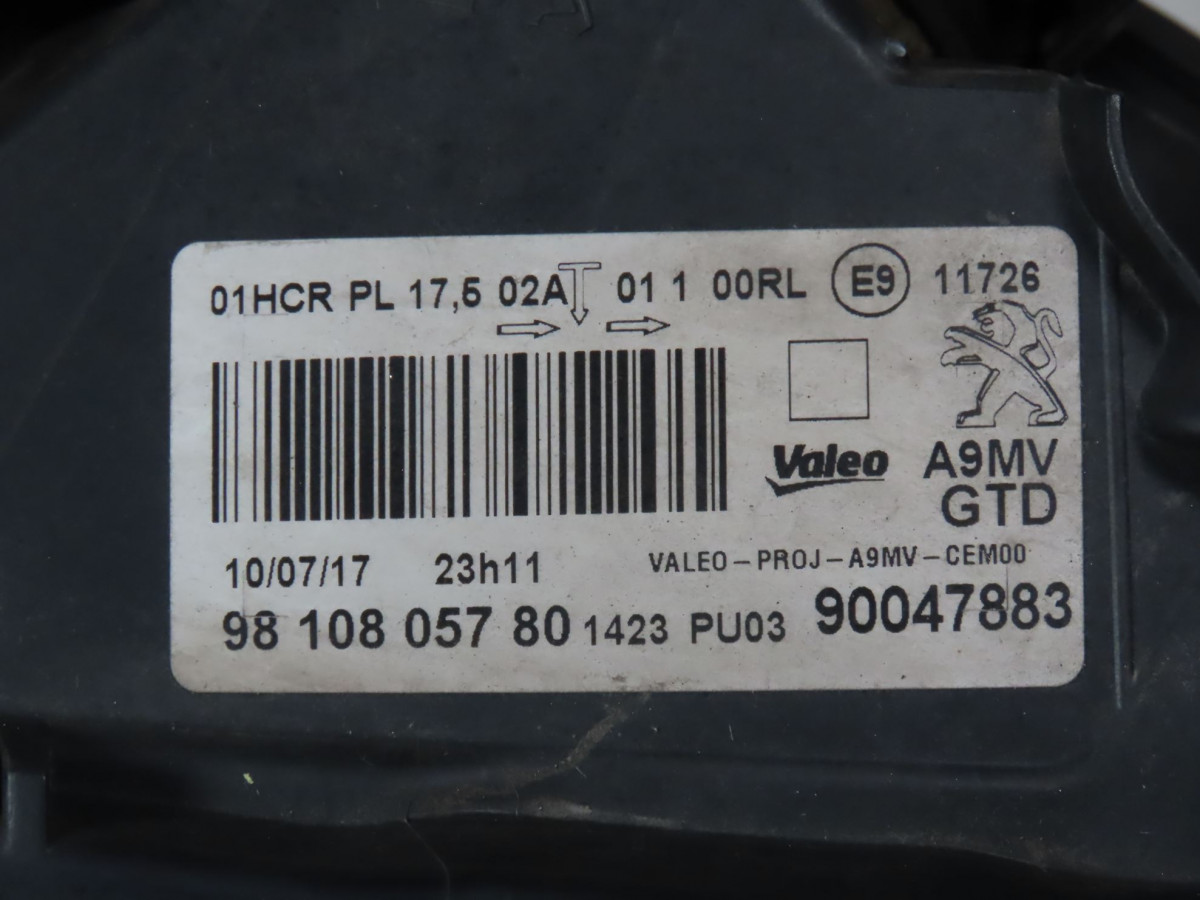 01HCR PL 17,5 02A 01 1 00RL E9 11726
Valeo A9MV
GTD
10/07/17 23h11 VALEO-PROJ-A9MV-CEM00
98 108 057 80 1423 PU03 90047883